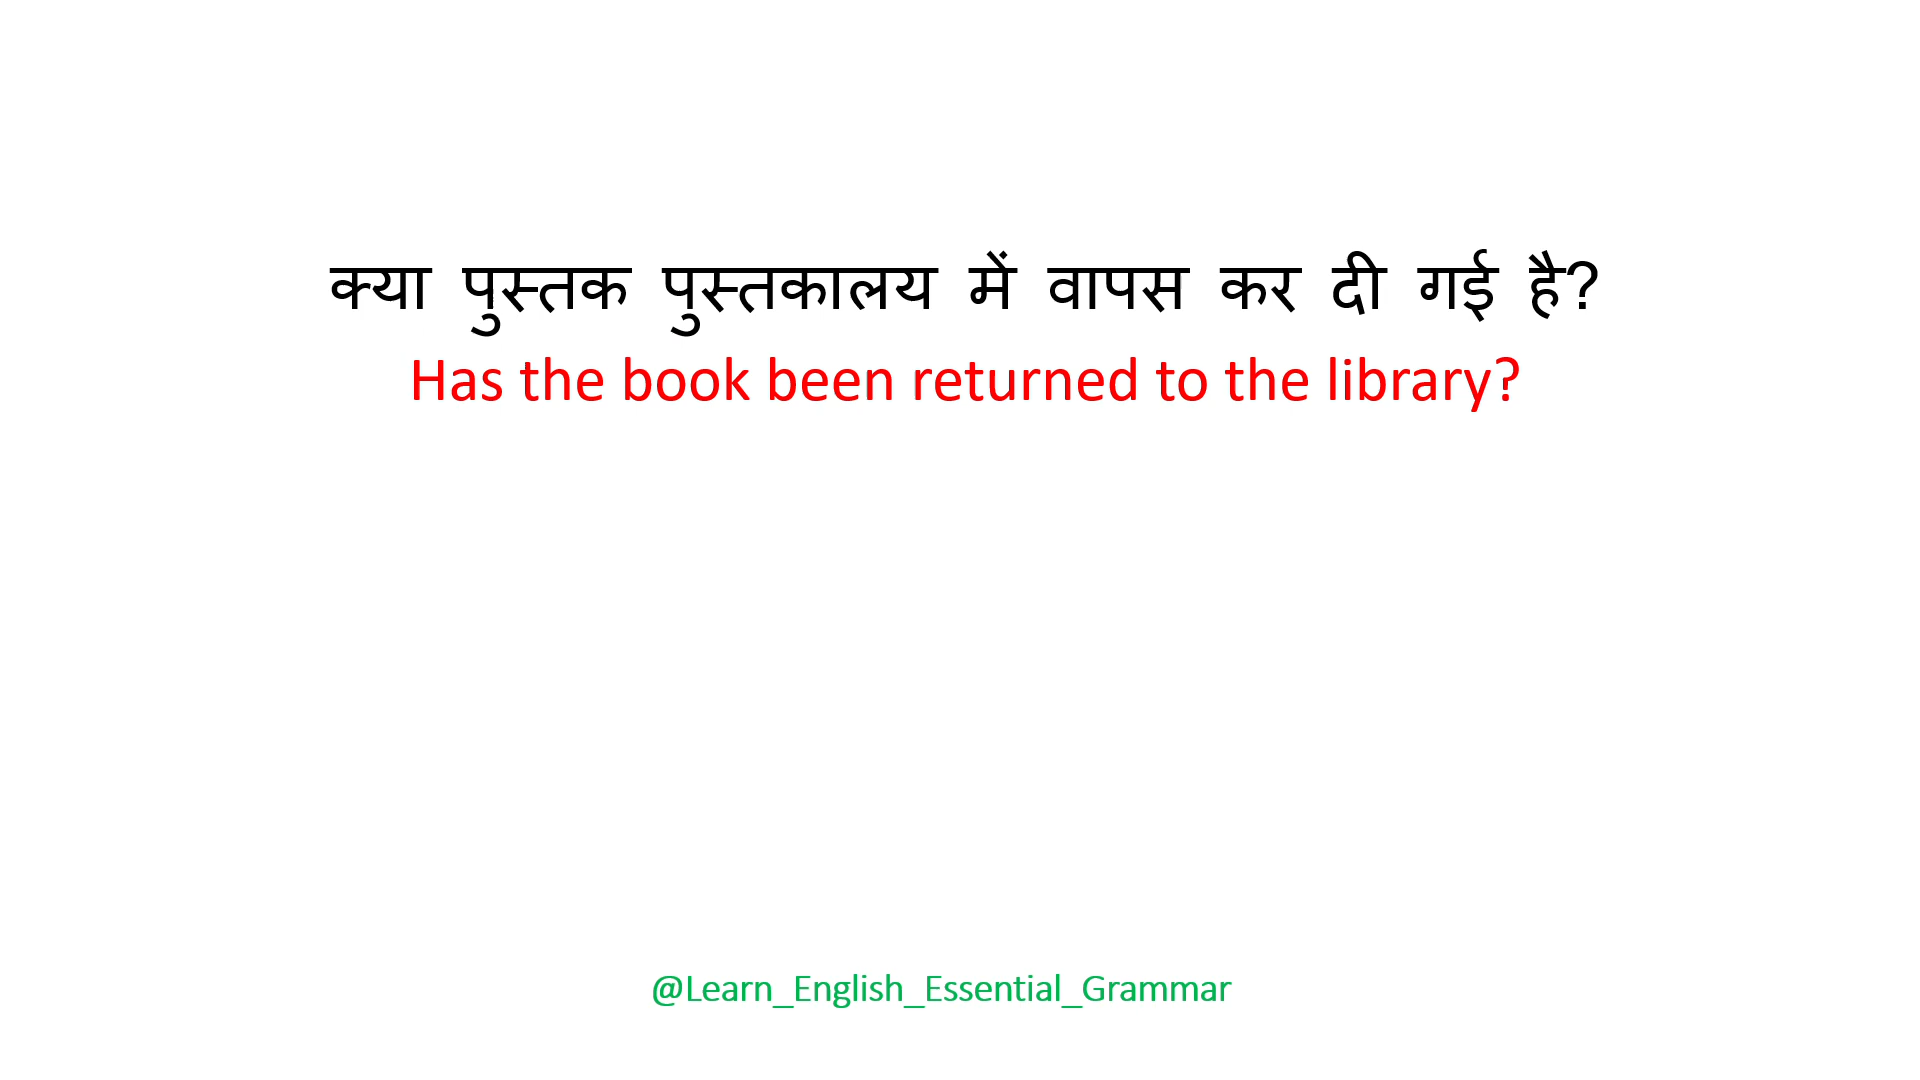 क्या पुस्तक पुस्तकालय में वापस कर दी गई है?
Has the book been returned to the library?
@Learn_English_Essential_Grammar